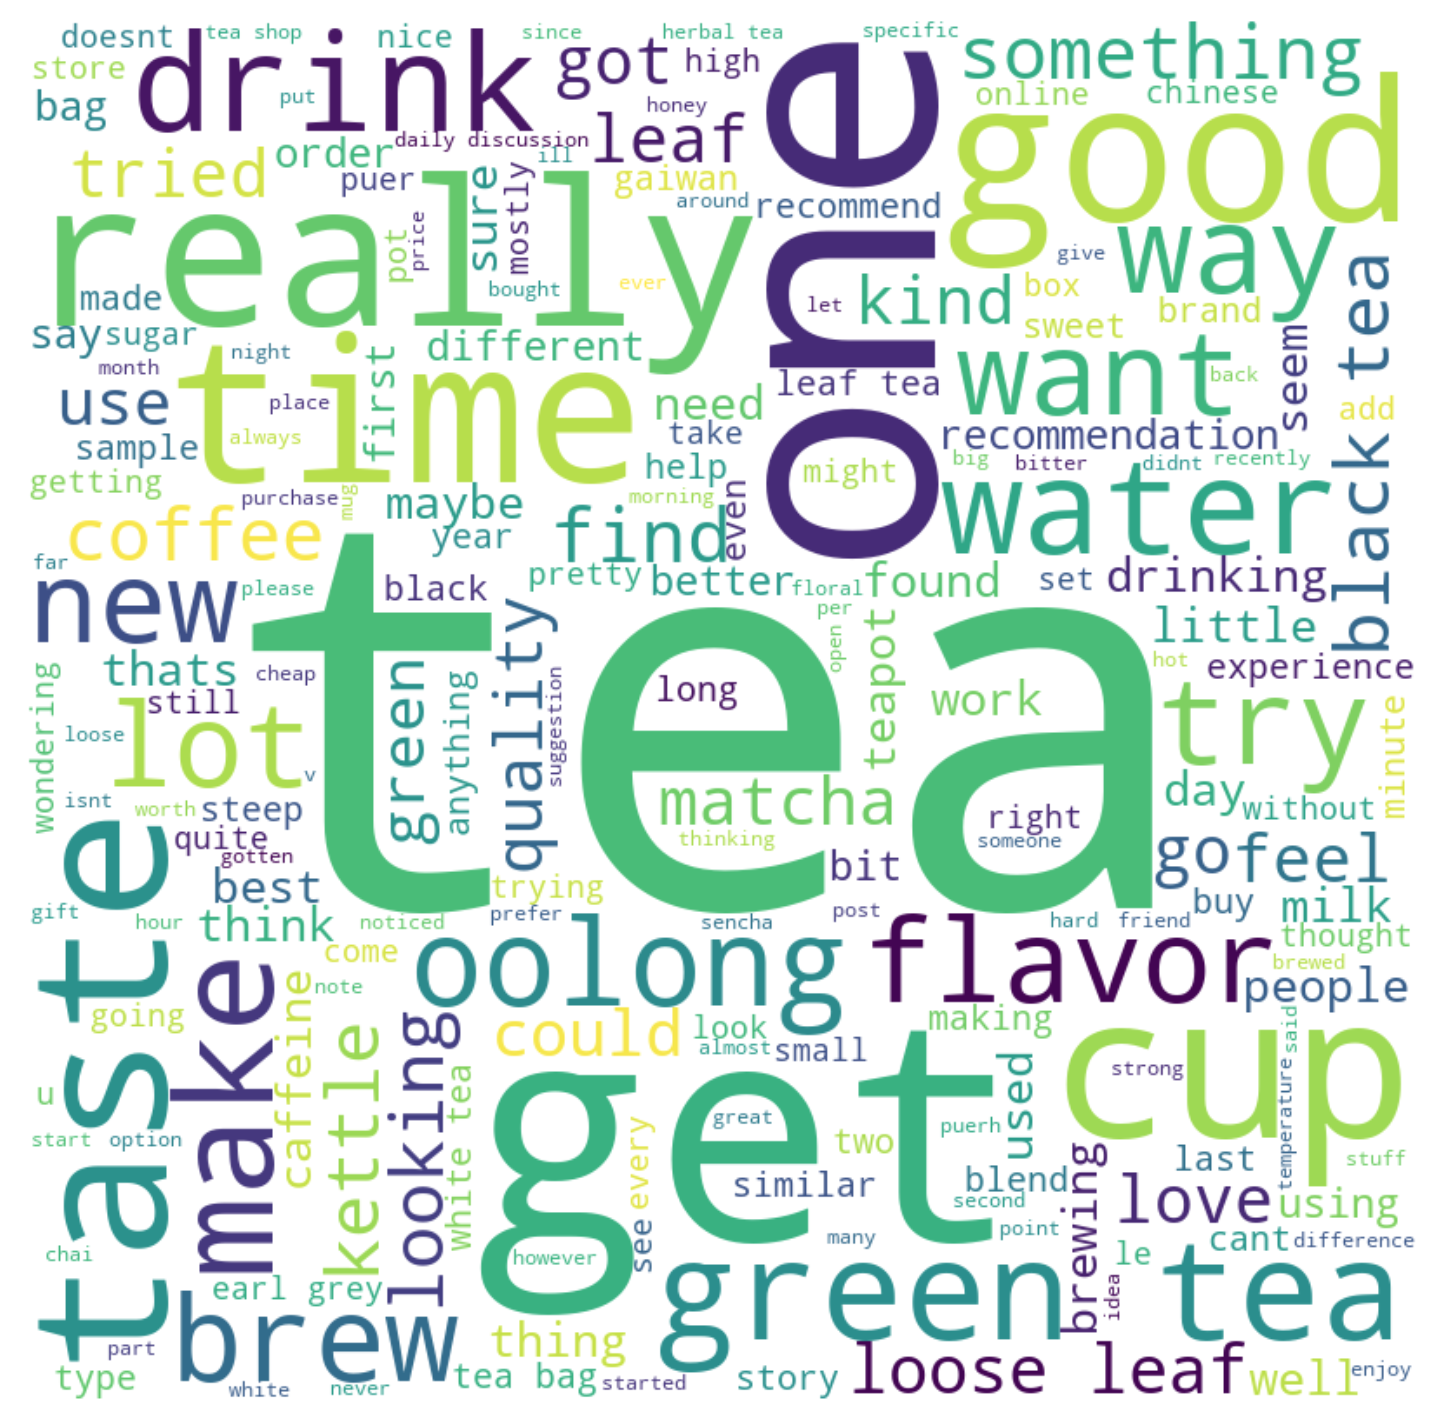 doesnt
tea shop
nice
since
herbal tea
specific
something
store
drink
got
high
one
good
bag
put
honey
online
chinese
daily discussion
leaf
tried
order
ill
puer
really
sure
mostly
gaiwan
around
recommend
way
pot
price
give
black tea
made
bought
ever
let
kind
box
brand
say
sugar
night
time
different
sweet
seem
month
first
want
back
use
place
leaf tea
need
add
sample
always
take
recommendation
getting
help
might
big
bitter
didnt
recently
purchase
mug
maybe
morning
even
water
coffee
year
find
far
new
please
black
pretty
better
floral
found
set
drinking
tea
quality
per
open
teapot
little
wondering
thats
cheap
green
anything
suggestion
long
work
hot
experience
still
lot
try
minute
loose
v
isnt
worth
steep
matcha
day
without
right
taste
quite
gotten
thinking
someone
go
feel
best
bit
trying
buy
milk
gift
hour
think
noticed
prefer
sencha
post
hard
friend
thought
make
come
oolong
flavor
brewed
people
note
caffeine
going
kettle
looking
could
look
almost
small
making
cup
said
u
white tea
get
used
strong
temperature
start
option
great
puerh
two
every
see
similar
blend
brewing
last
stuff
second
love
using
chai
however
many
point
cant
difference
le
earl grey
green tea
idea
brew
part
thing
type
white
never
tea bag
started
story
loose leaf
well
enjoy